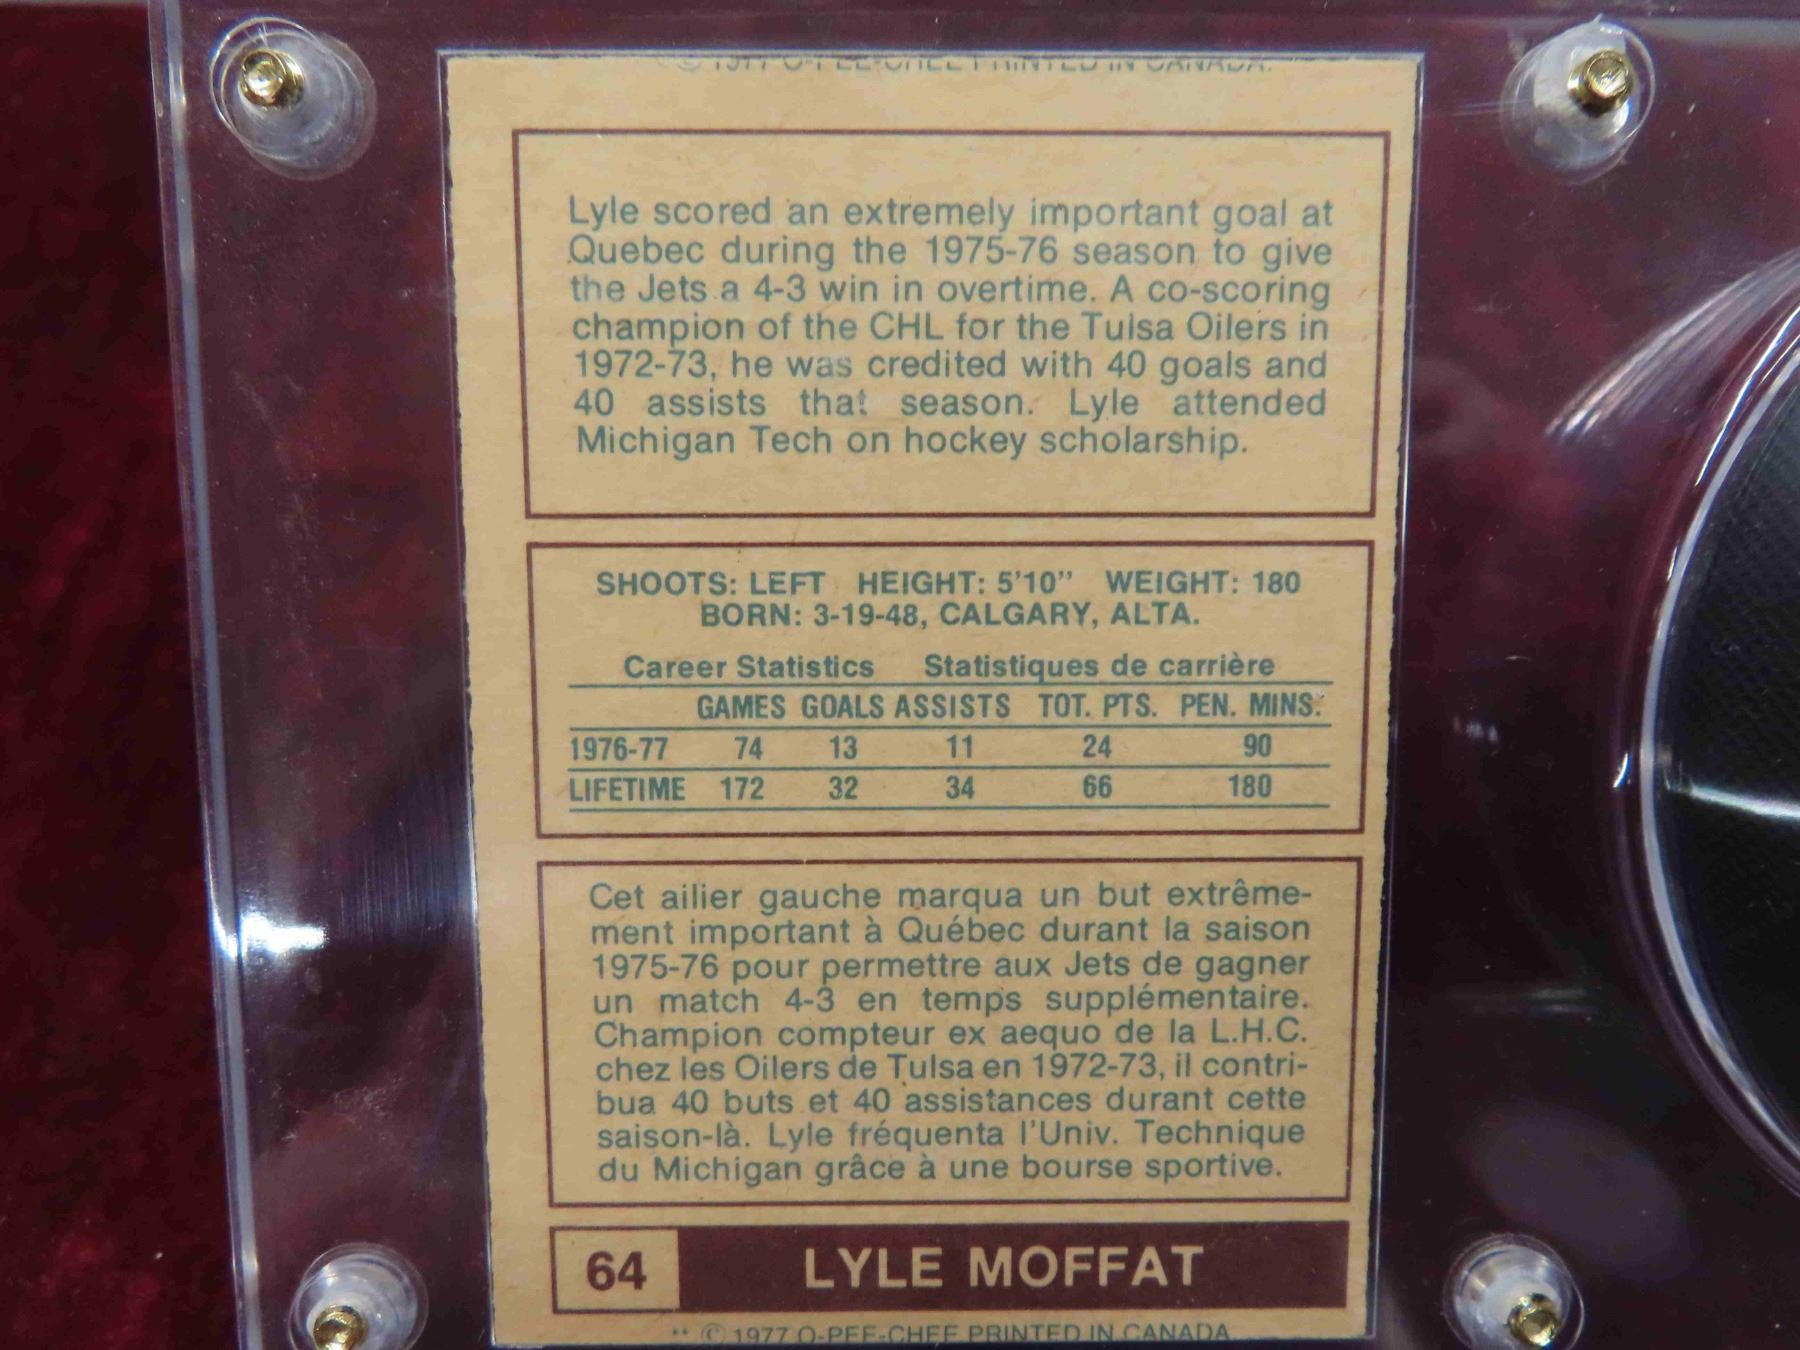 © 1977 O-PEE-CHEE PRINTED IN CANADA.
Lyle scored an extremely important goal at
Quebec during the 1975-76 season to give
the Jets a 4-3 win in overtime. A co-scoring
champion of the CHL for the Tulsa Oilers in
1972-73, he was credited with 40 goals and
40 assists that season. Lyle attended
Michigan Tech on hockey scholarship.
SHOOTS: LEFT HEIGHT: 5'10" WEIGHT: 180
BORN: 3-19-48, CALGARY, ALTA.
Career Statistics Statistiques de carrière
GAMES GOALS ASSISTS TOT. PTS. PEN. MINS.
1976-77 74 13 11 24 90
LIFETIME 172 32 34 66 180
Cet ailier gauche marqua un but extrême-
ment important à Québec durant la saison
1975-76 pour permettre aux Jets de gagner
un match 4-3 en temps supplémentaire.
Champion compteur ex aequo de la L.H.C.
chez les Oilers de Tulsa en 1972-73, il contri-
bua 40 buts et 40 assistances durant cette
saison-là. Lyle fréquenta l'Univ. Technique
du Michigan grâce à une bourse sportive.
64 LYLE MOFFAT
** © 1977 O-PEE-CHEE PRINTED IN CANADA